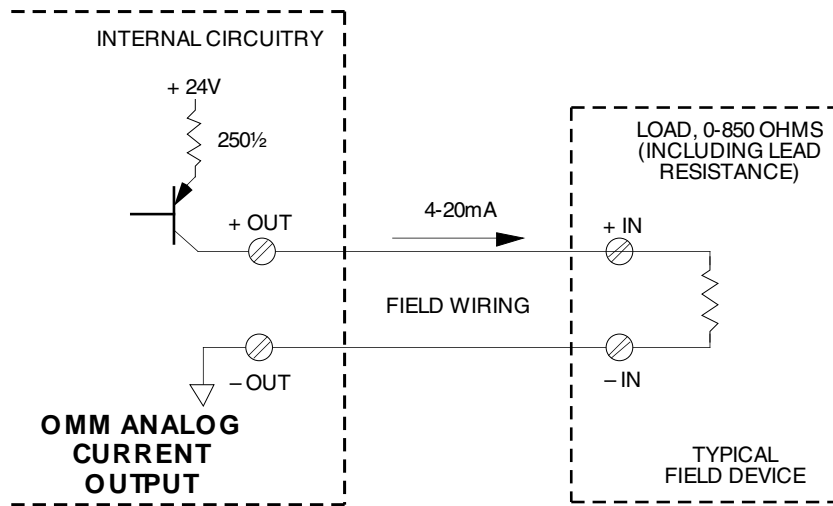 INTERNAL CIRCUITRY
+ 24V
250½
+ OUT
4-20mA
LOAD, 0-850 OHMS
(INCLUDING LEAD
RESISTANCE)
+ IN
FIELD WIRING
– OUT
– IN
OMM ANALOG
CURRENT
OUTPUT
TYPICAL
FIELD DEVICE